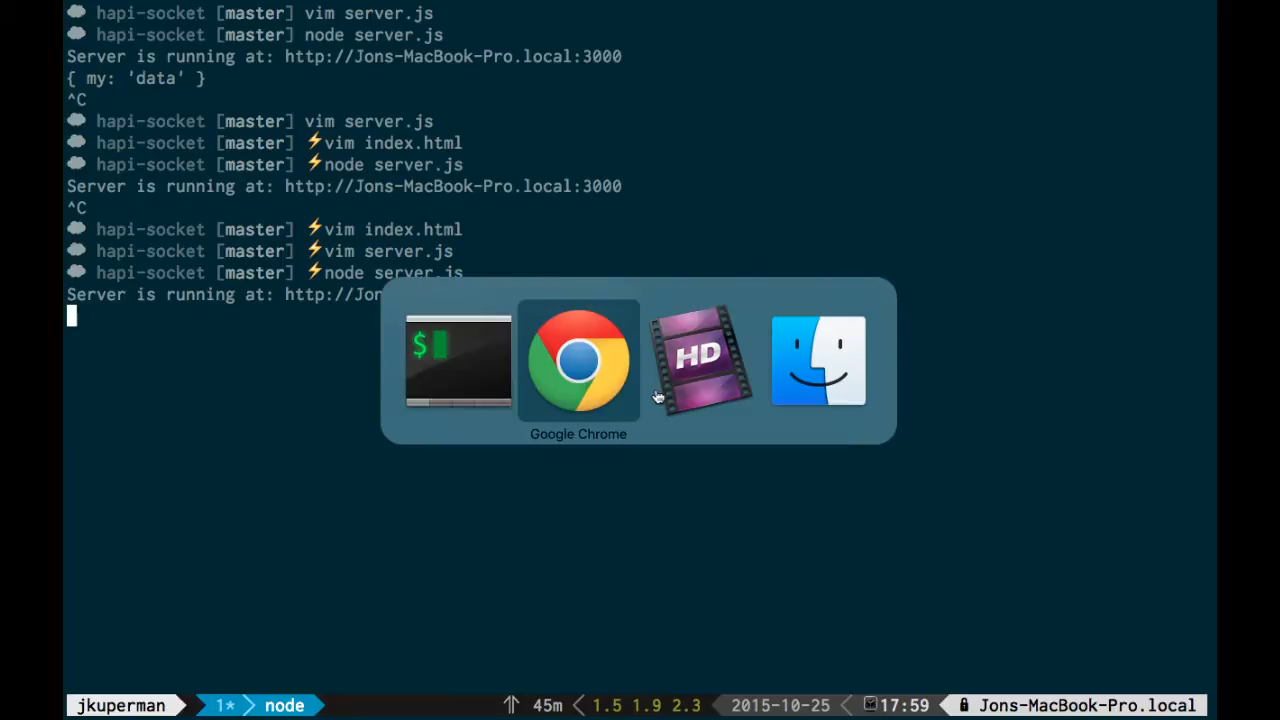 hapi-socket [master] vim server.js
hapi-socket [master] node server.js
Server is running at: http://Jons-MacBook-Pro.local:3000
{ my: 'data' }
^C
hapi-socket [master] vim server.js
hapi-socket [master] ⚡vim index.html
hapi-socket [master] ⚡node server.js
Server is running at: http://Jons-MacBook-Pro.local:3000
^C
hapi-socket [master] ⚡vim index.html
hapi-socket [master] ⚡vim server.js
hapi-socket [master] ⚡node server.js
Server is running at: http://Jon
$
HD
Google Chrome
jkuperman 1* node 45m 1.5 1.9 2.3 2015-10-25 17:59 Jons-MacBook-Pro.local